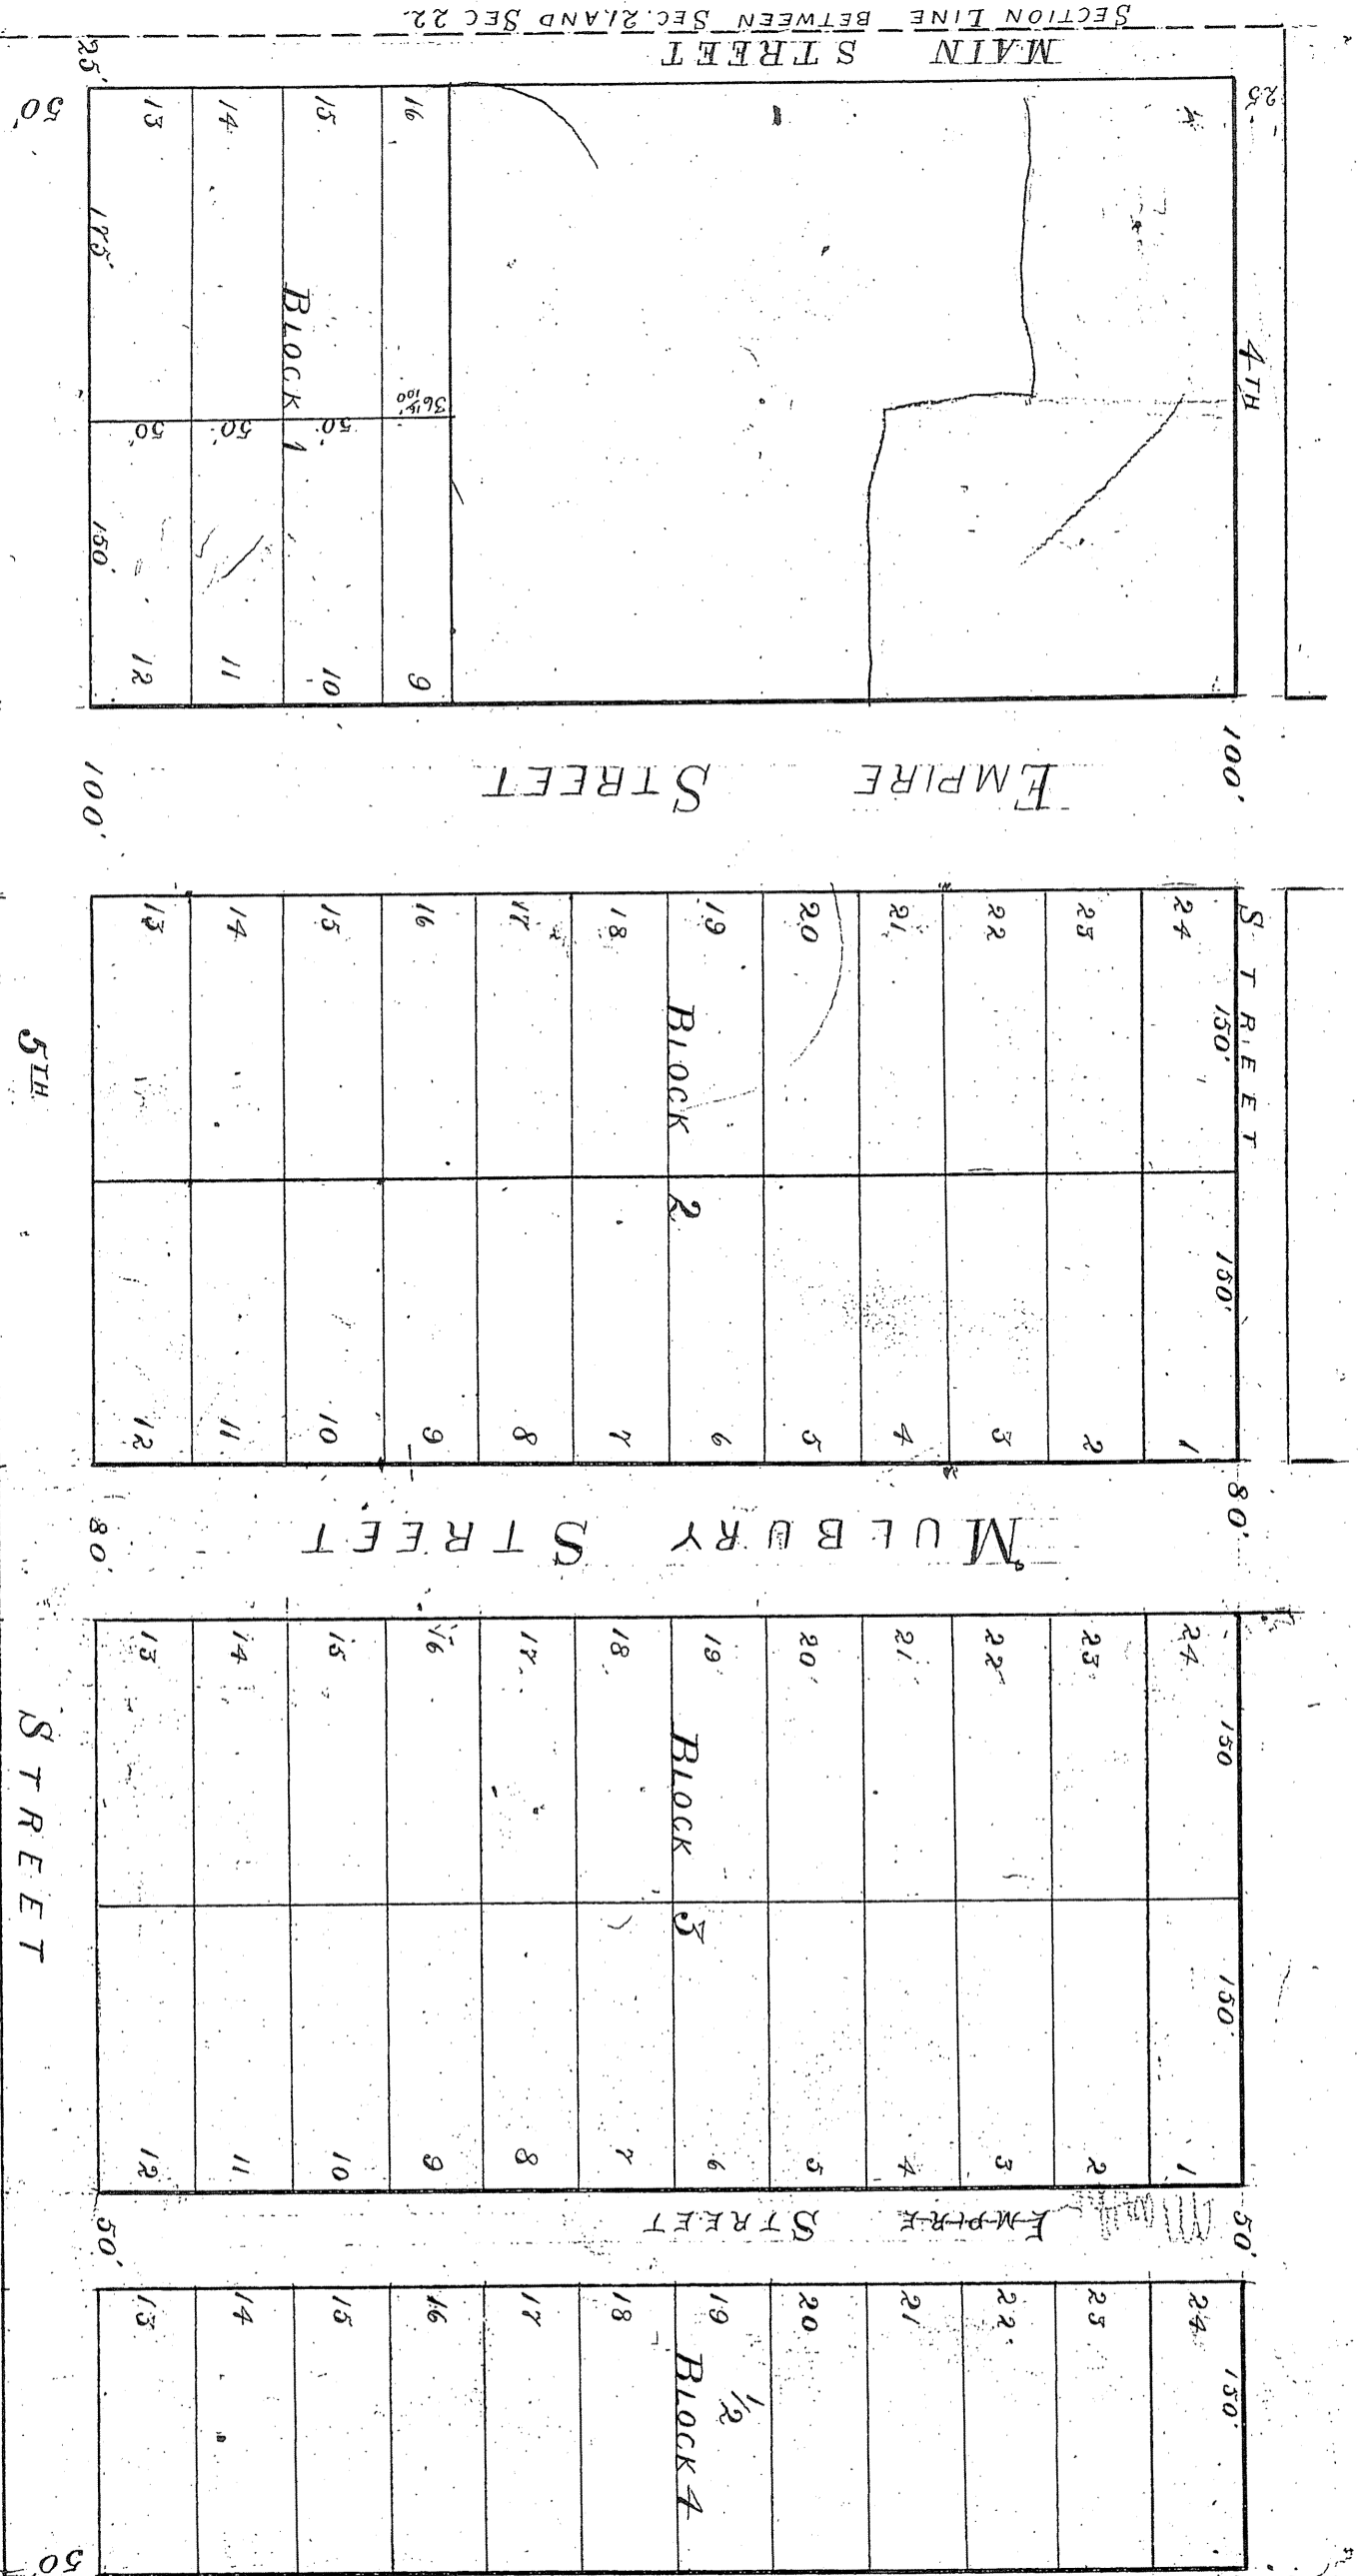 SECTION LINE BETWEEN SEC. 21, AND SEC 22.
MAIN STREET
25' 25
50'
13 14 15 16
175'
BLOCK 1
36 15/100'
50' 50' 50'
150'
12 11 10 9
4TH STREET
100' EMPIRE STREET 100'
13 14 15 16 17 18 19 20 21 22 23 24
150'
BLOCK 2
150'
12 11 10 9 8 7 6 5 4 3 2 1
5TH STREET
80' MULBURY STREET 80'
13 14 15 16 17 18 19 20 21 22 23 24
150
BLOCK 3
150'
12 11 10 9 8 7 6 5 4 3 2 1
50' EMPIRE STREET 50'
13 14 15 16 17 18 19 20 21 22 23 24
150'
1/2
BLOCK 4
50'